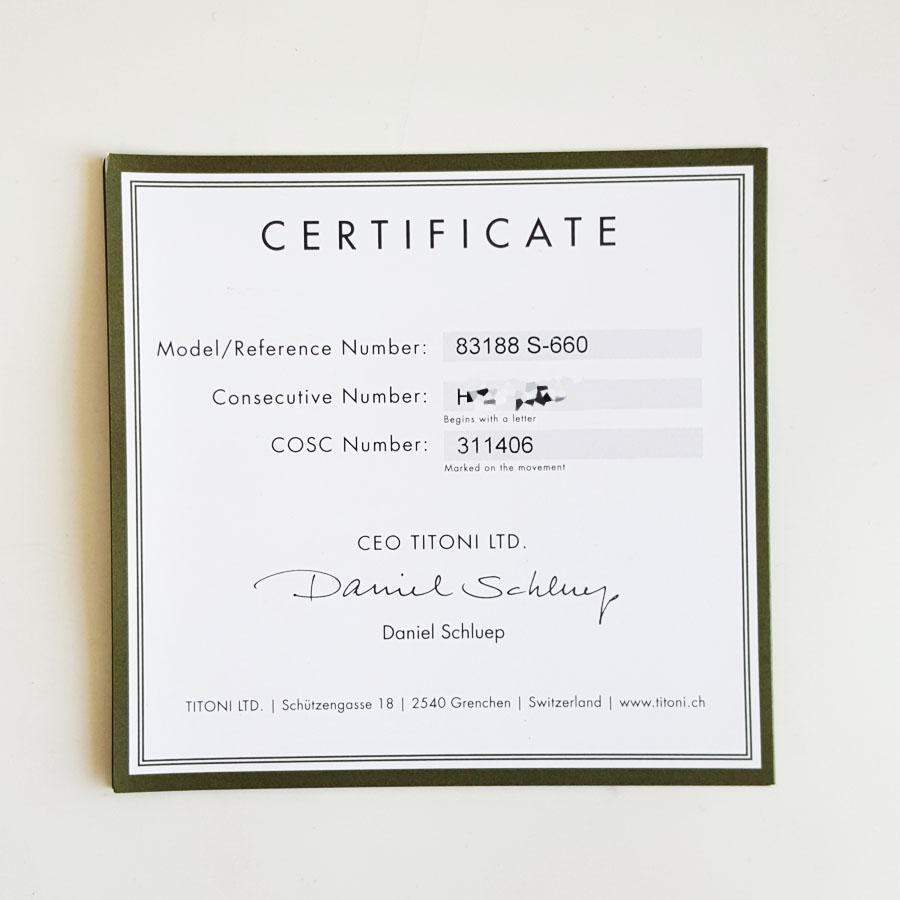 CERTIFICATE
Model/Reference Number: 83188 S-660
Consecutive Number: H
Begins with a letter
COSC Number: 311406
Marked on the movement
CEO TITONI LTD.
Daniel Schluep
Daniel Schluep
TITONI LTD. | Schützengasse 18 | 2540 Grenchen | Switzerland | www.titoni.ch